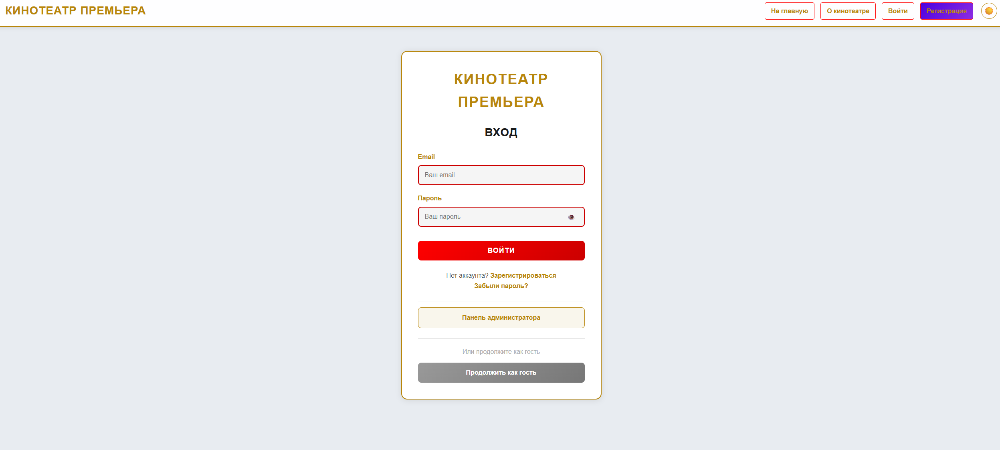 КИНОТЕАТР ПРЕМЬЕРА
На главную
О кинотеатре
Войти
Регистрация
КИНОТЕАТР
ПРЕМЬЕРА
ВХОД
Email
Ваш email
Пароль
Ваш пароль
ВОЙТИ
Нет аккаунта? Зарегистрироваться
Забыли пароль?
Панель администратора
Или продолжите как гость
Продолжить как гость